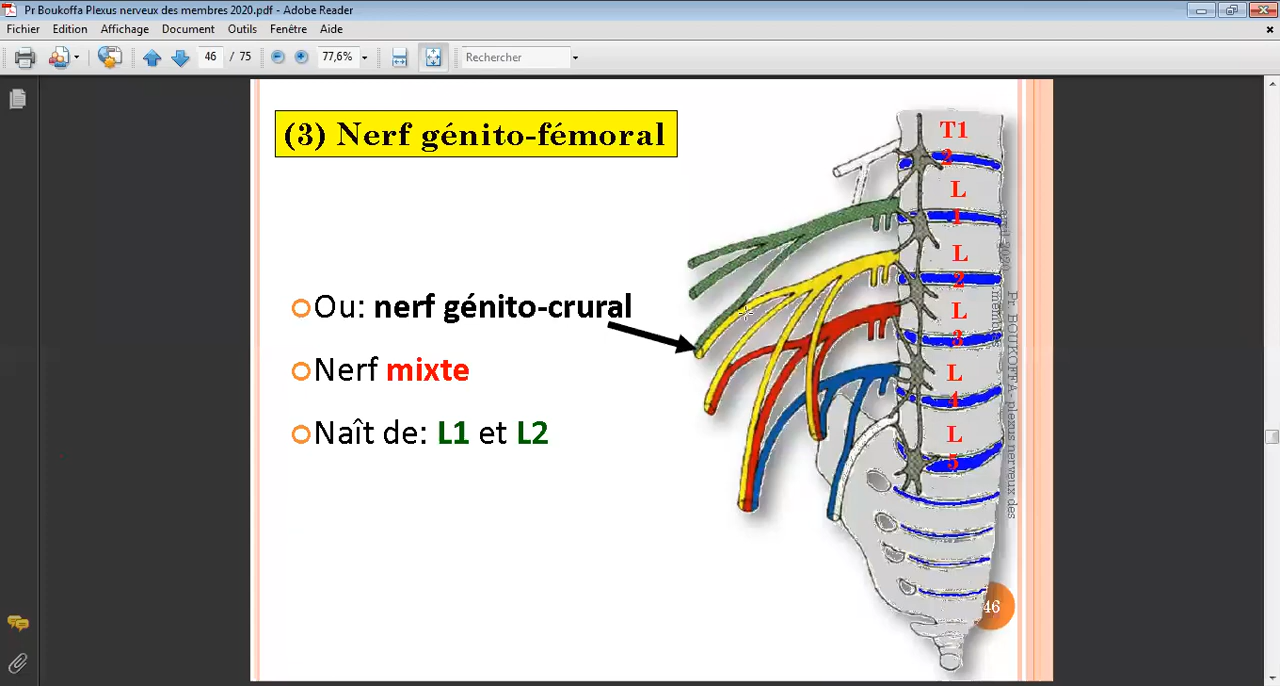 Pr Boukoffa Plexus nerveux des membres 2020.pdf - Adobe Reader
Fichier Edition Affichage Document Outils Fenêtre Aide
46 / 75 77,6% Rechercher
(3) Nerf génito-fémoral
Ou: nerf génito-crural
Nerf mixte
Naît de: L1 et L2
T1
2
L
1
L
2
L
3
L
4
L
5
avril 2020
Pr. BOUKOFFA- plexus nerveux des
membres
46